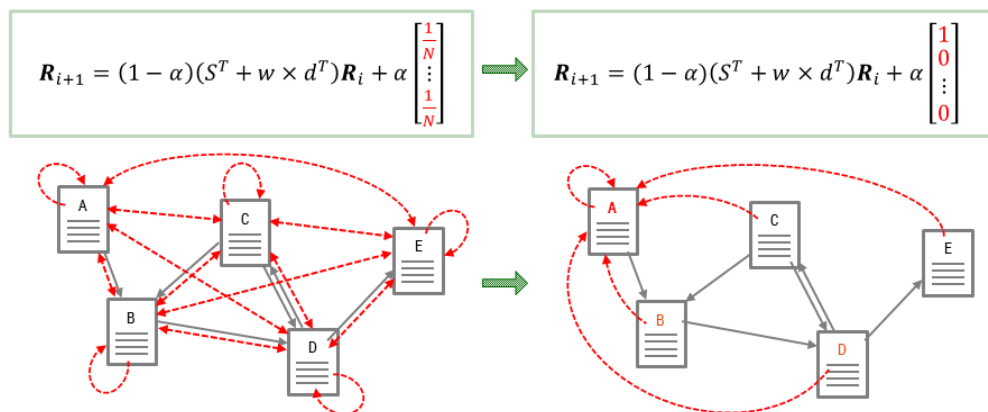 R_{i+1} = (1 − α)(S^T + w × d^T)R_i + α [1/N ⋮ 1/N]
R_{i+1} = (1 − α)(S^T + w × d^T)R_i + α [1 0 ⋮ 0]
A
C
E
B
D
A
C
E
B
D